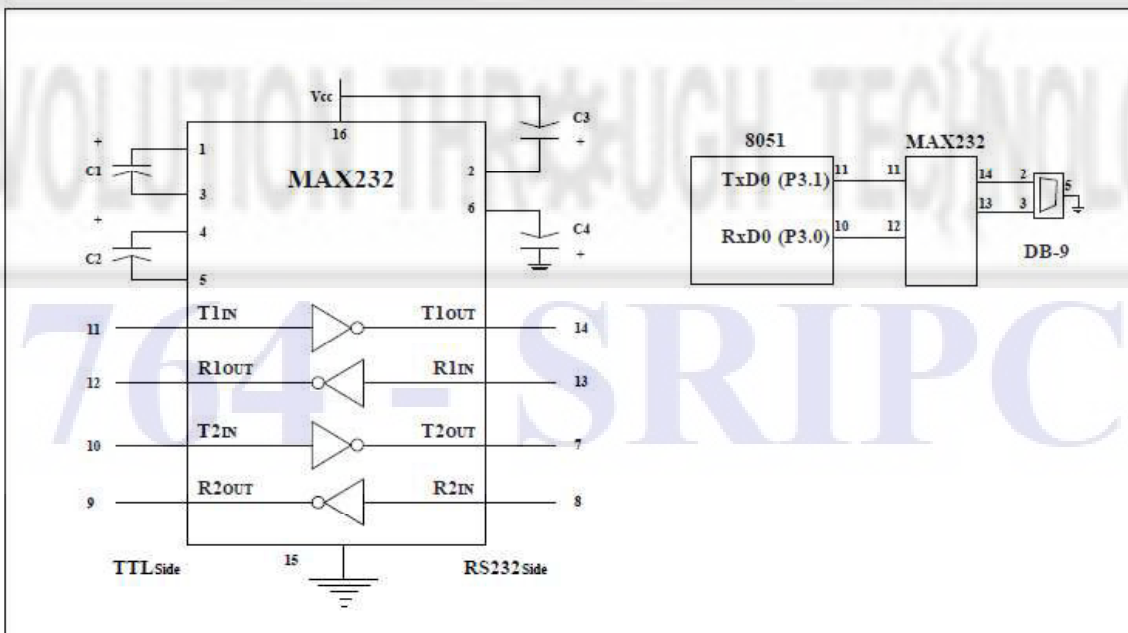 VOLUTION THR UGH TECHNOLO
764 - SRIPC
Vcc
16
MAX232
+
C1
1
3
+
C2
4
5
C3
+
2
6
C4
+
11
T1IN
T1OUT
14
12
R1OUT
R1IN
13
10
T2IN
T2OUT
7
9
R2OUT
R2IN
8
TTLSide
15
RS232Side
8051
MAX232
TxD0 (P3.1)
11
11
14
2
5
RxD0 (P3.0)
10
12
13
3
DB-9